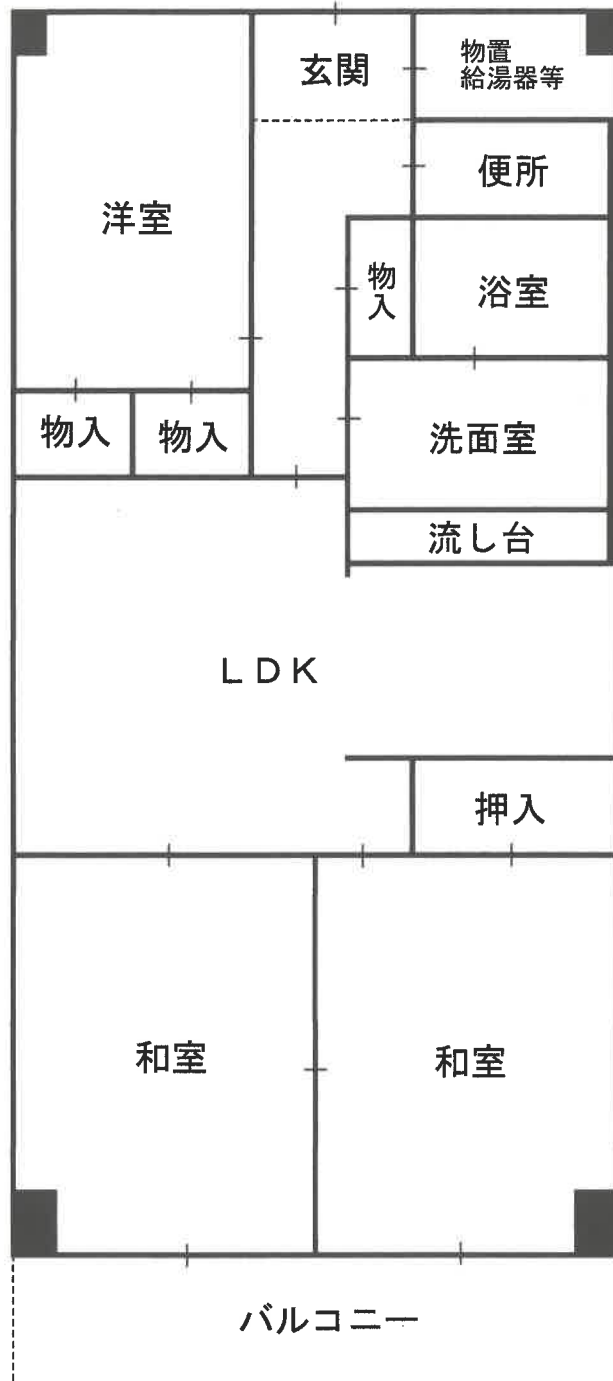 玄関
物置
給湯器等
便所
洋室
物入
浴室
物入
物入
洗面室
流し台
LDK
押入
和室
和室
バルコニー